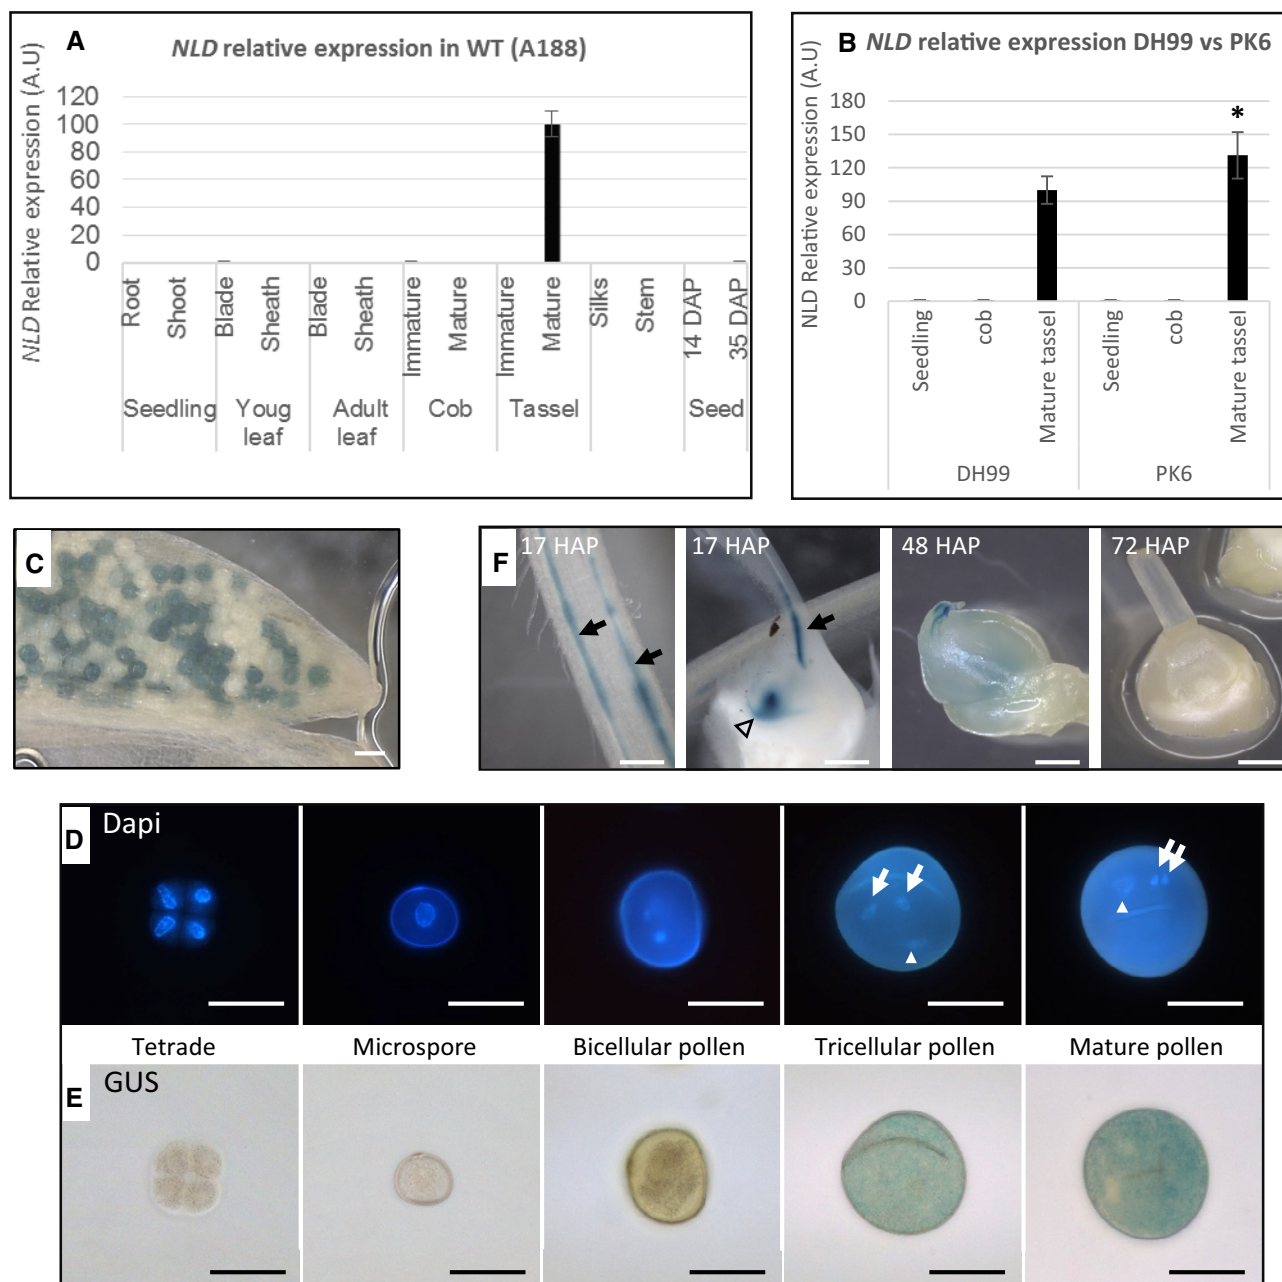 A
NLD relative expression in WT (A188)
NLD Relative expression (A.U)
120
100
80
60
40
20
0
Root
Shoot
Blade
Sheath
Blade
Sheath
Immature
Mature
Immature
Mature
Silks
Stem
14 DAP
35 DAP
Seedling
Youg leaf
Adult leaf
Cob
Tassel
Seed
B
NLD relative expression DH99 vs PK6
NLD Relative expression (A.U)
180
150
120
90
60
30
0
*
Seedling
cob
Mature tassel
Seedling
cob
Mature tassel
DH99
PK6
C
F
17 HAP
17 HAP
48 HAP
72 HAP
D
Dapi
Tetrade
Microspore
Bicellular pollen
Tricellular pollen
Mature pollen
E
GUS